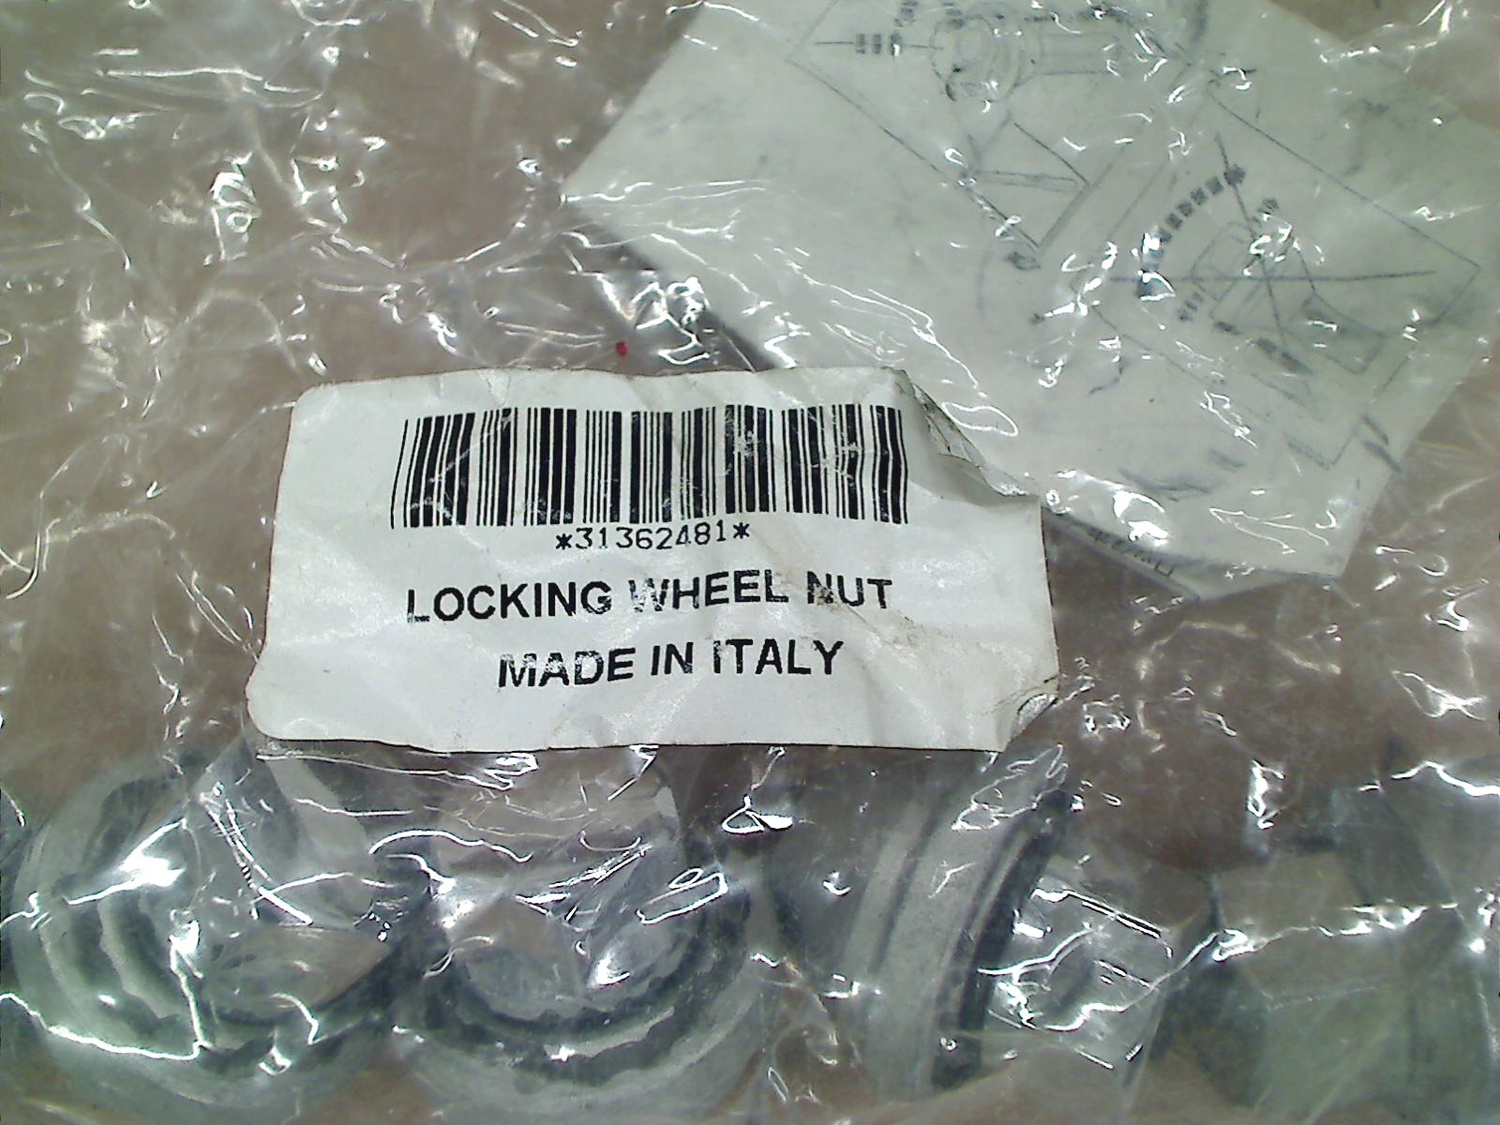 *31362481*
LOCKING WHEEL NUT
MADE IN ITALY